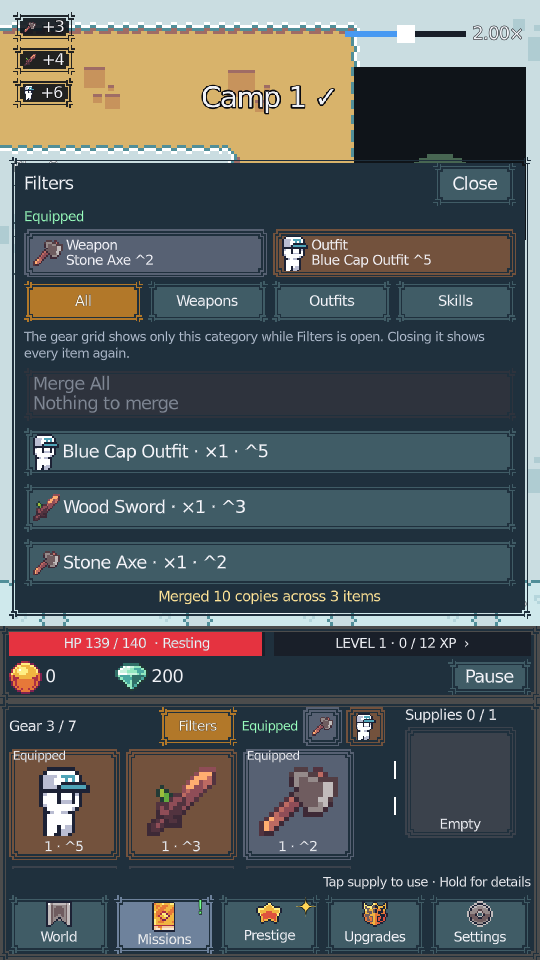 +3
2.00×
+4
+6
Camp 1 ✓
Filters
Close
Equipped
Weapon
Stone Axe ^2
Outfit
Blue Cap Outfit ^5
All
Weapons
Outfits
Skills
The gear grid shows only this category while Filters is open. Closing it shows
every item again.
Merge All
Nothing to merge
Blue Cap Outfit · ×1 · ^5
Wood Sword · ×1 · ^3
Stone Axe · ×1 · ^2
Merged 10 copies across 3 items
HP 139 / 140 · Resting
LEVEL 1 · 0 / 12 XP ›
0
200
Pause
Gear 3 / 7
Filters
Equipped
Supplies 0 / 1
Equipped
1 · ^5
1 · ^3
Equipped
1 · ^2
Empty
Tap supply to use · Hold for details
World
Missions
!
Prestige
Upgrades
Settings